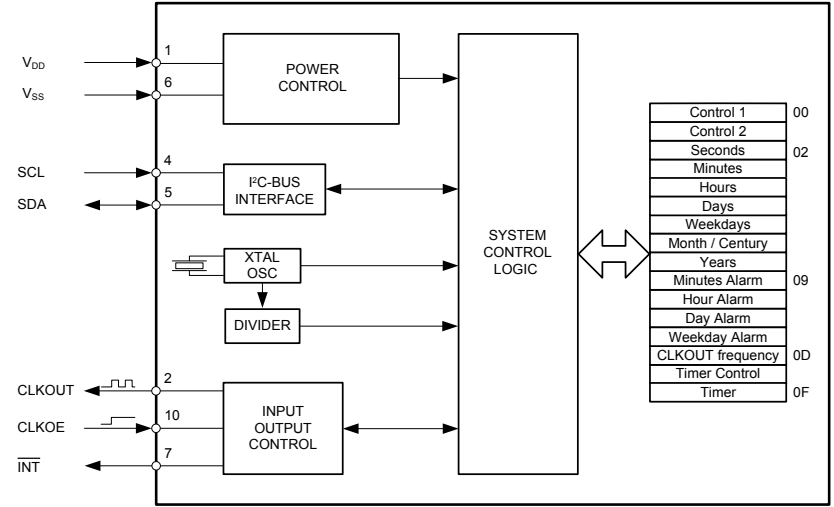 V_DD
1
V_SS
6
POWER
CONTROL
SCL
4
SDA
5
I²C-BUS
INTERFACE
XTAL
OSC
DIVIDER
CLKOUT
2
CLKOE
10
INT
7
INPUT
OUTPUT
CONTROL
SYSTEM
CONTROL
LOGIC
Control 1 00
Control 2
Seconds 02
Minutes
Hours
Days
Weekdays
Month / Century
Years
Minutes Alarm 09
Hour Alarm
Day Alarm
Weekday Alarm
CLKOUT frequency 0D
Timer Control
Timer 0F